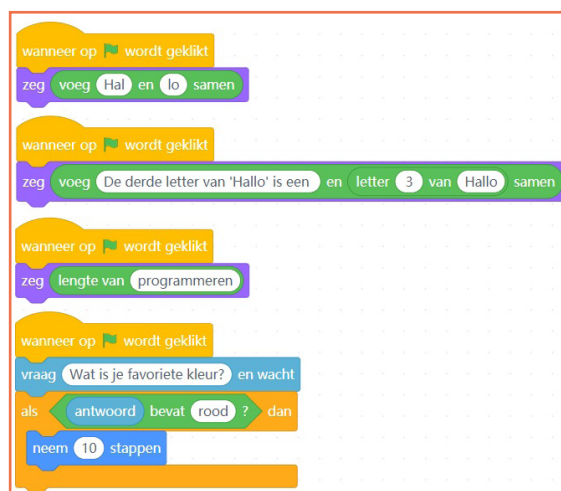 wanneer op wordt geklikt
zeg voeg Hal en lo samen
wanneer op wordt geklikt
zeg voeg De derde letter van 'Hallo' is een en letter 3 van Hallo samen
wanneer op wordt geklikt
zeg lengte van programmeren
wanneer op wordt geklikt
vraag Wat is je favoriete kleur? en wacht
als antwoord bevat rood ? dan
neem 10 stappen